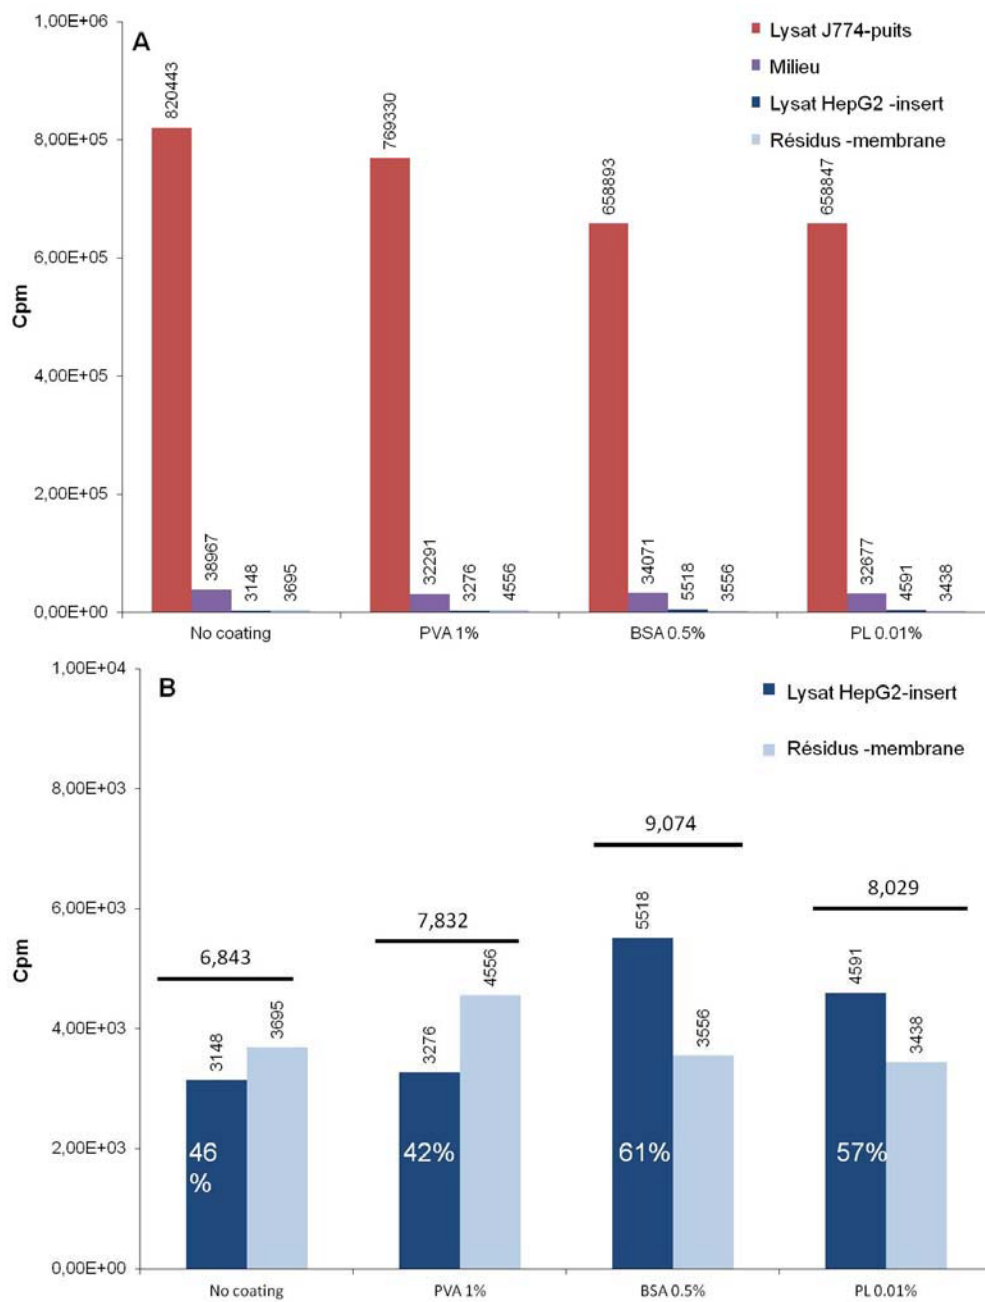 A
Lysat J774-puits
Milieu
Lysat HepG2 -insert
Résidus -membrane
Cpm
1,00E+06
8,00E+05
6,00E+05
4,00E+05
2,00E+05
0,00E+00
820443
38967
3148
3695
769330
32291
3276
4556
658893
34071
5518
3556
658847
32677
4591
3438
No coating
PVA 1%
BSA 0.5%
PL 0.01%
B
Lysat HepG2-insert
Résidus -membrane
Cpm
1,00E+04
8,00E+03
6,00E+03
4,00E+03
2,00E+03
0,00E+00
6,843
3148
3695
46
%
7,832
3276
4556
42%
9,074
5518
3556
61%
8,029
4591
3438
57%
No coating
PVA 1%
BSA 0.5%
PL 0.01%